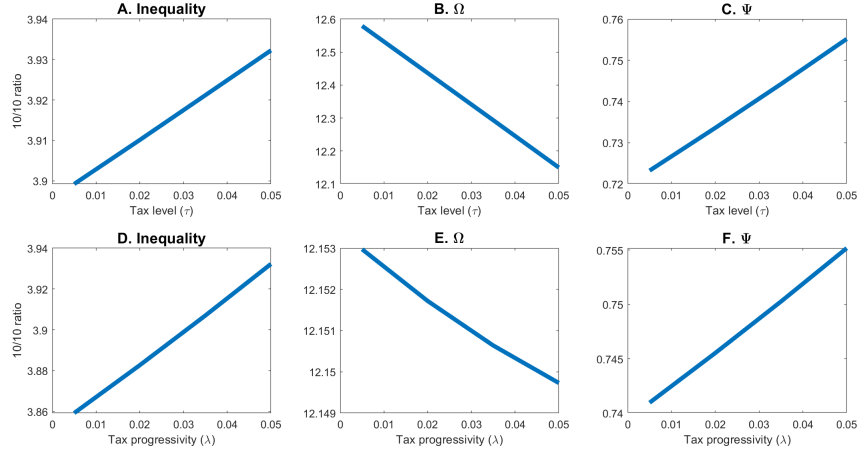 A. Inequality
3.94
3.93
3.92
3.91
3.9
10/10 ratio
0 0.01 0.02 0.03 0.04 0.05
Tax level (τ)
B. Ω
12.6
12.5
12.4
12.3
12.2
12.1
0 0.01 0.02 0.03 0.04 0.05
Tax level (τ)
C. Ψ
0.76
0.75
0.74
0.73
0.72
0 0.01 0.02 0.03 0.04 0.05
Tax level (τ)
D. Inequality
3.94
3.92
3.9
3.88
3.86
10/10 ratio
0 0.01 0.02 0.03 0.04 0.05
Tax progressivity (λ)
E. Ω
12.153
12.152
12.151
12.15
12.149
0 0.01 0.02 0.03 0.04 0.05
Tax progressivity (λ)
F. Ψ
0.755
0.75
0.745
0.74
0 0.01 0.02 0.03 0.04 0.05
Tax progressivity (λ)